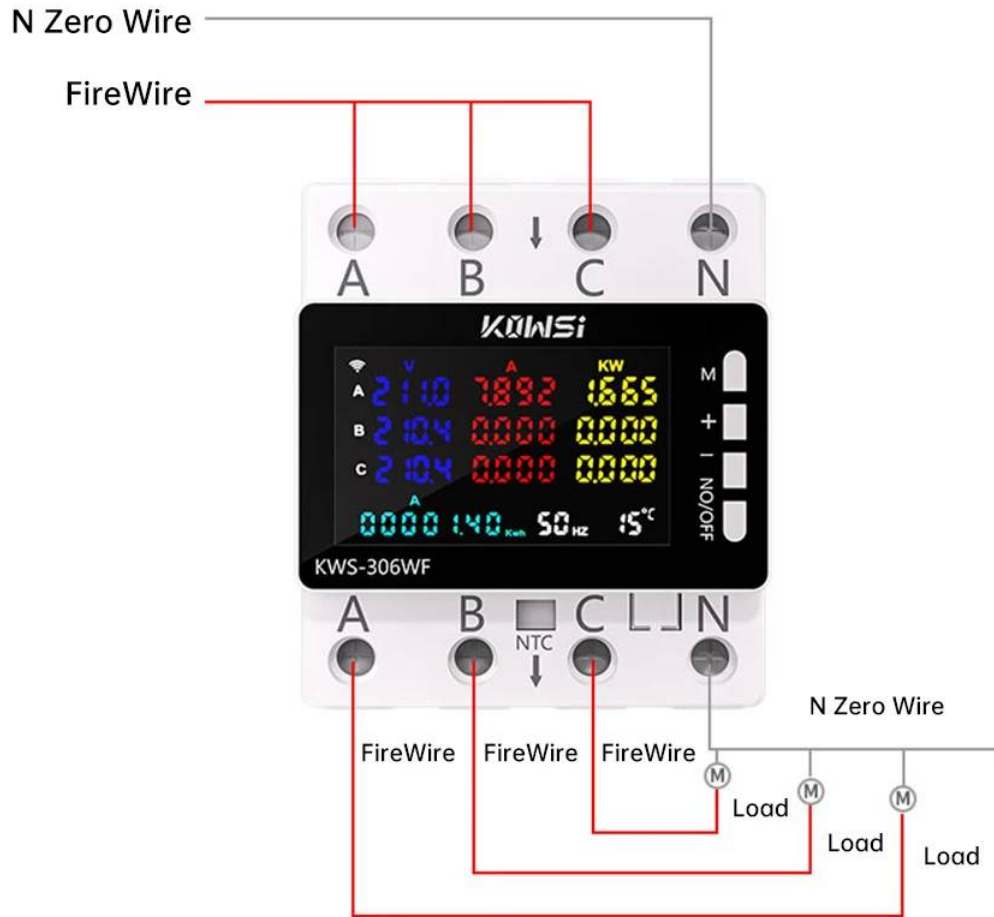 N Zero Wire
FireWire
A B C N
KOWSi
V A KW
A 211.0 7.892 1.665
B 210.4 0.000 0.000
C 210.4 0.000 0.000
A
00001.40 Kwh 50 HZ 15°C
M
+
−
NO/OFF
KWS-306WF
A B C N
NTC
N Zero Wire
FireWire FireWire FireWire
M
M
M
Load
Load
Load